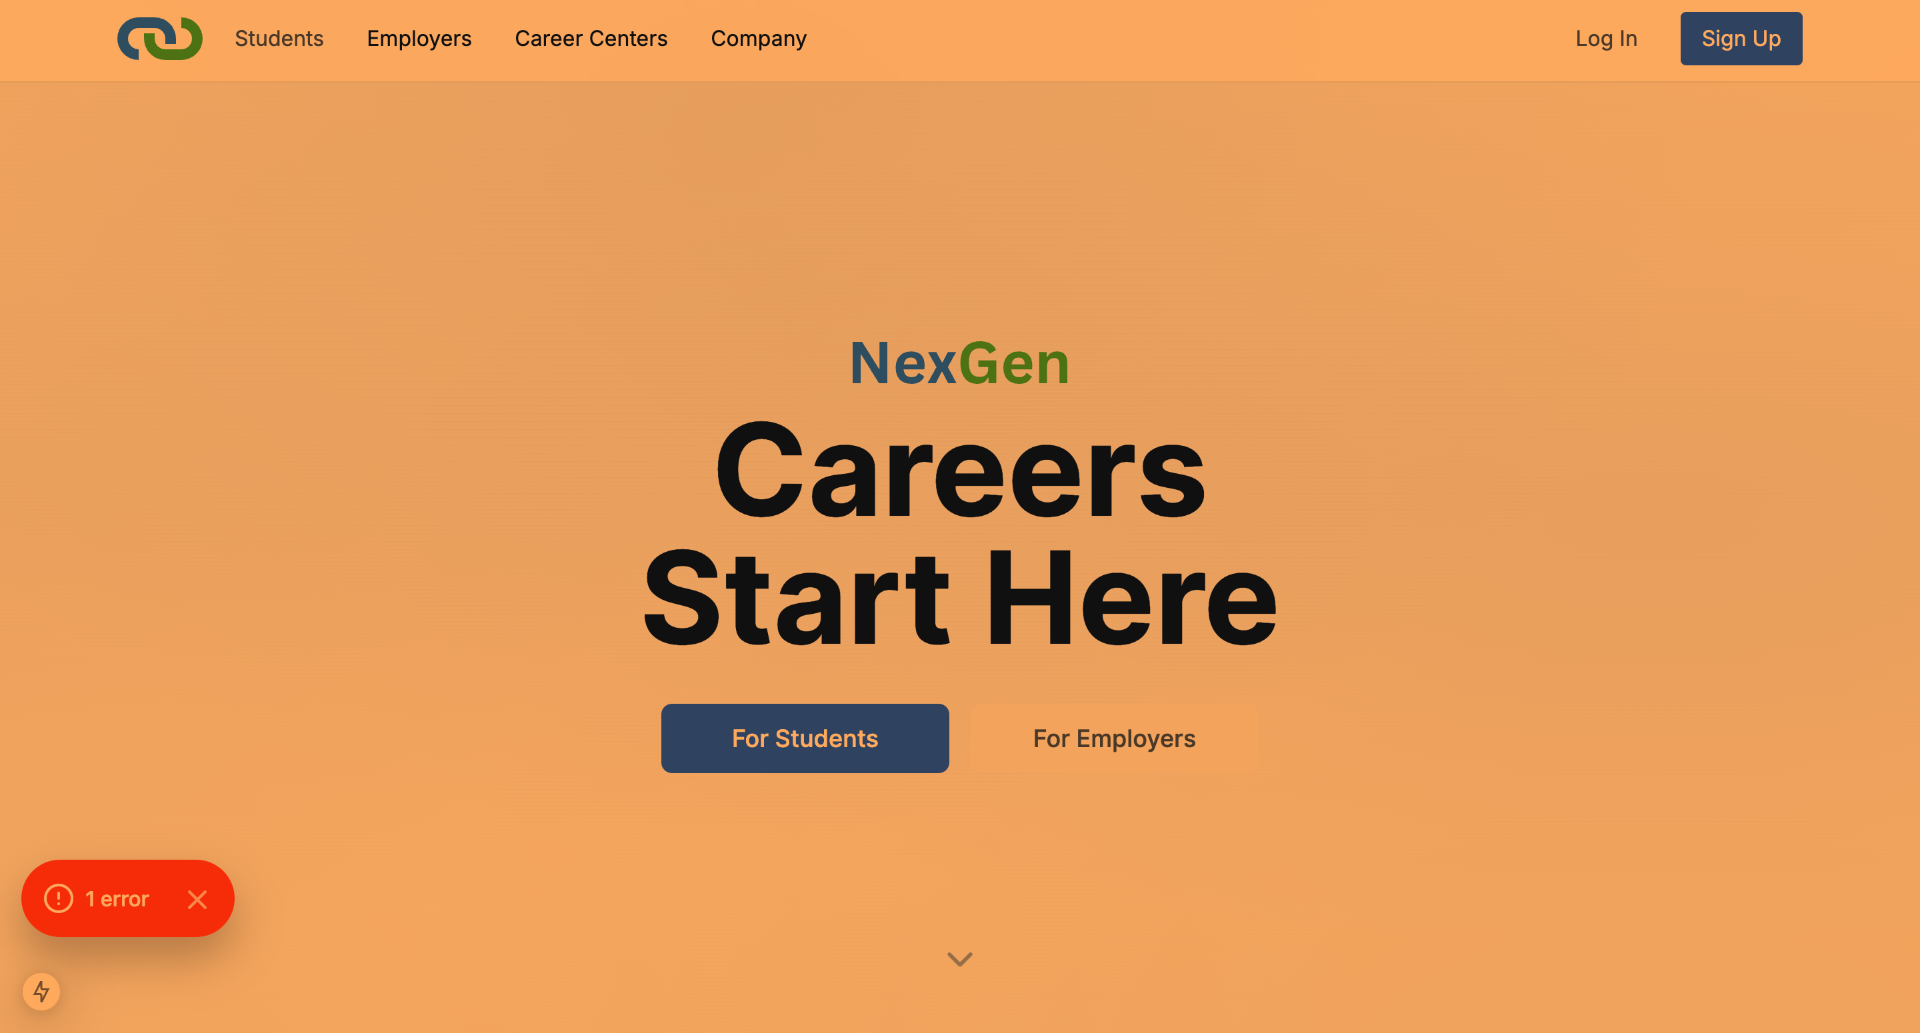 Students Employers Career Centers Company Log In Sign Up
NexGen
Careers
Start Here
For Students For Employers
1 error